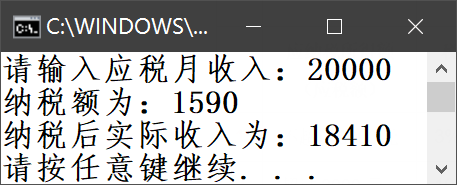 C:\WINDOWS\...
请输入应税月收入：20000
纳税额为：1590
纳税后实际收入为：18410
请按任意键继续. . .